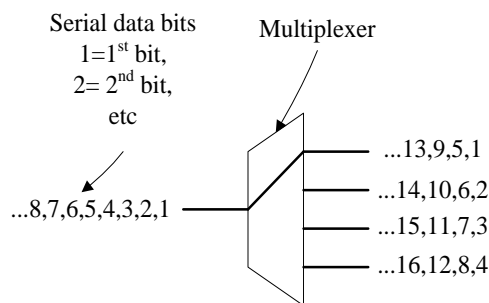 Serial data bits
1=1st bit,
2= 2nd bit,
etc
Multiplexer
...8,7,6,5,4,3,2,1
...13,9,5,1
...14,10,6,2
...15,11,7,3
...16,12,8,4